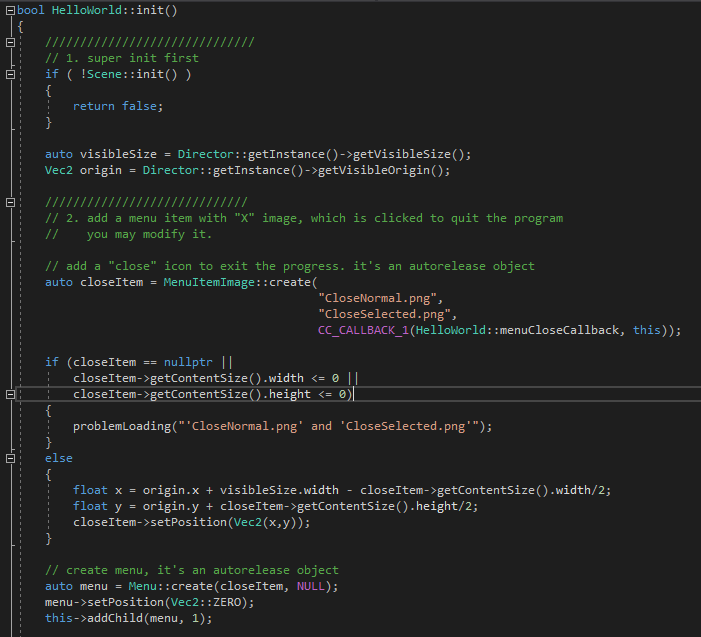 bool HelloWorld::init()
{
    //////////////////////////////
    // 1. super init first
    if ( !Scene::init() )
    {
        return false;
    }
    auto visibleSize = Director::getInstance()->getVisibleSize();
    Vec2 origin = Director::getInstance()->getVisibleOrigin();
    /////////////////////////////
    // 2. add a menu item with "X" image, which is clicked to quit the program
    //    you may modify it.
    // add a "close" icon to exit the progress. it's an autorelease object
    auto closeItem = MenuItemImage::create(
                                           "CloseNormal.png",
                                           "CloseSelected.png",
                                           CC_CALLBACK_1(HelloWorld::menuCloseCallback, this));
    if (closeItem == nullptr ||
        closeItem->getContentSize().width <= 0 ||
        closeItem->getContentSize().height <= 0)
    {
        problemLoading("'CloseNormal.png' and 'CloseSelected.png'");
    }
    else
    {
        float x = origin.x + visibleSize.width - closeItem->getContentSize().width/2;
        float y = origin.y + closeItem->getContentSize().height/2;
        closeItem->setPosition(Vec2(x,y));
    }
    // create menu, it's an autorelease object
    auto menu = Menu::create(closeItem, NULL);
    menu->setPosition(Vec2::ZERO);
    this->addChild(menu, 1);